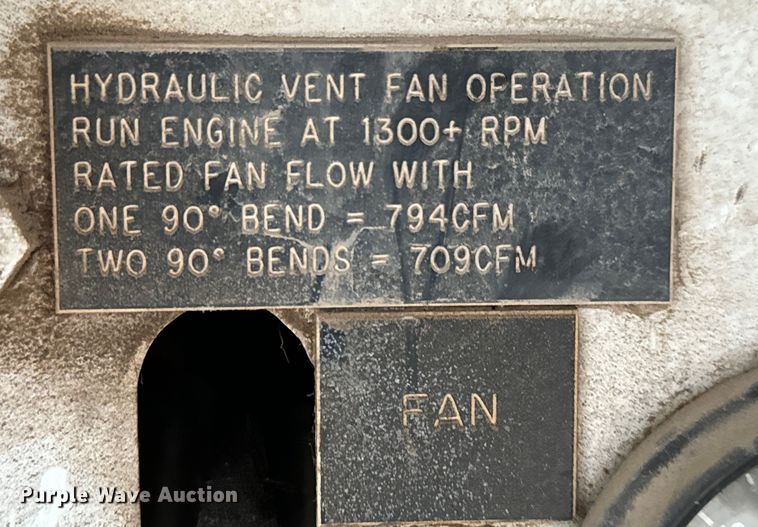 HYDRAULIC VENT FAN OPERATION
RUN ENGINE AT 1300+ RPM
RATED FAN FLOW WITH
ONE 90° BEND = 794CFM
TWO 90° BENDS = 709CFM
FAN
Purple Wave Auction